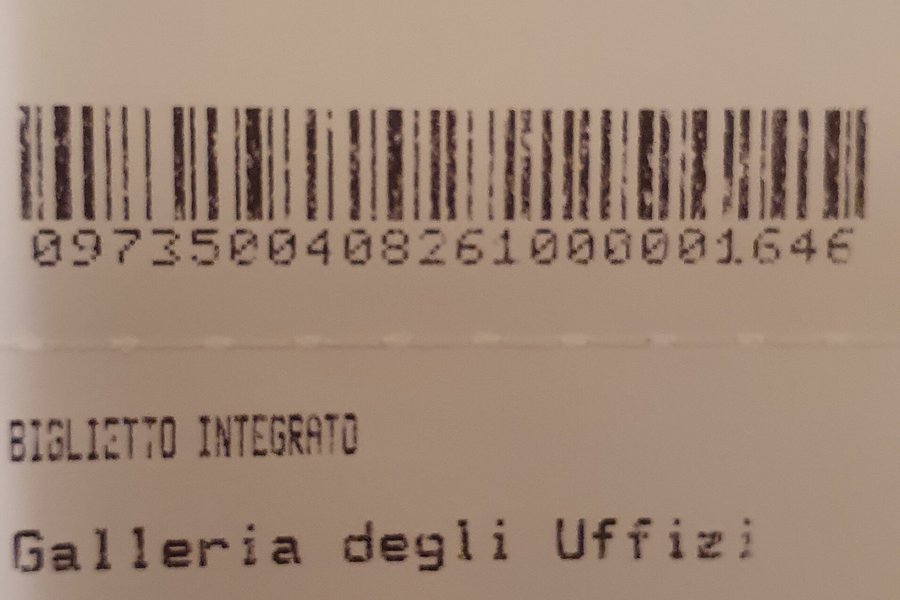 0973500408261000001646
BIGLIETTO INTEGRATO
Galleria degli Uffizi